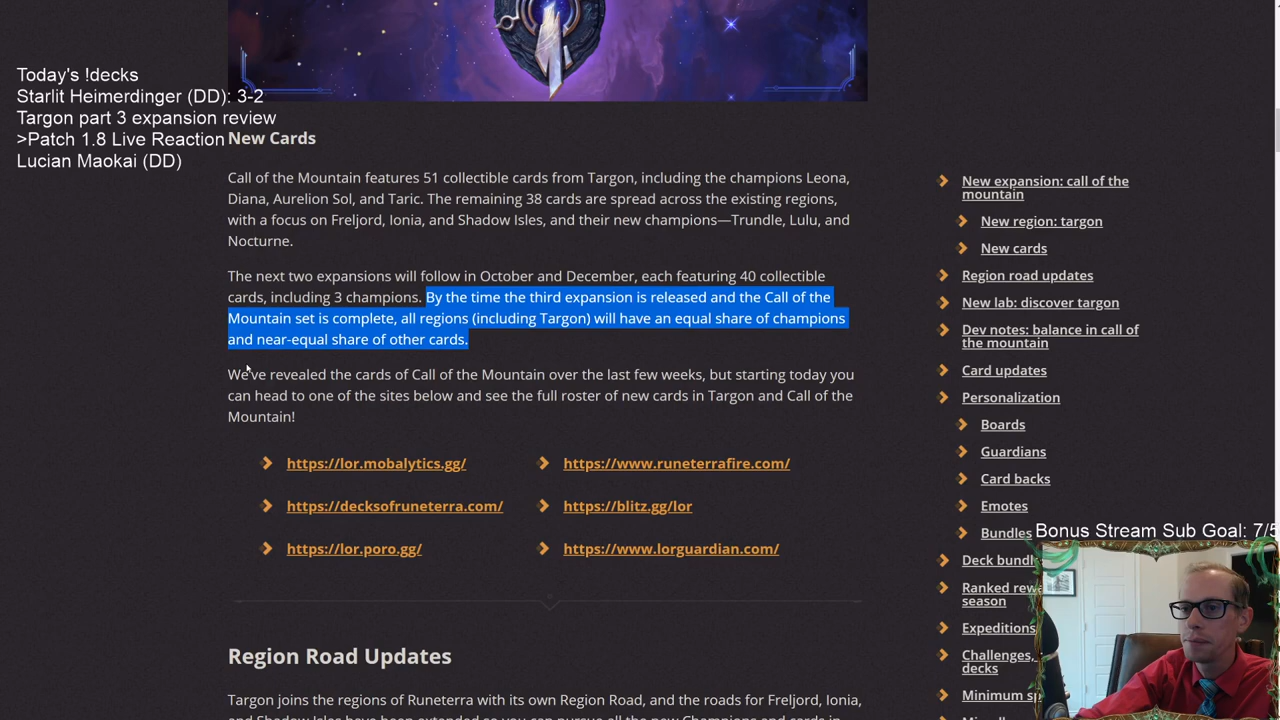 Today's !decks
Starlit Heimerdinger (DD): 3-2
Targon part 3 expansion review
>Patch 1.8 Live Reaction
Lucian Maokai (DD)
New Cards
Call of the Mountain features 51 collectible cards from Targon, including the champions Leona,
Diana, Aurelion Sol, and Taric. The remaining 38 cards are spread across the existing regions,
with a focus on Freljord, Ionia, and Shadow Isles, and their new champions—Trundle, Lulu, and
Nocturne.
The next two expansions will follow in October and December, each featuring 40 collectible
cards, including 3 champions. By the time the third expansion is released and the Call of the
Mountain set is complete, all regions (including Targon) will have an equal share of champions
and near-equal share of other cards.
We've revealed the cards of Call of the Mountain over the last few weeks, but starting today you
can head to one of the sites below and see the full roster of new cards in Targon and Call of the
Mountain!
https://lor.mobalytics.gg/
https://www.runeterrafire.com/
https://decksofruneterra.com/
https://blitz.gg/lor
https://lor.poro.gg/
https://www.lorguardian.com/
Region Road Updates
Targon joins the regions of Runeterra with its own Region Road, and the roads for Freljord, Ionia,
New expansion: call of the
mountain
New region: targon
New cards
Region road updates
New lab: discover targon
Dev notes: balance in call of
the mountain
Card updates
Personalization
Boards
Guardians
Card backs
Emotes
Bundles
Bonus Stream Sub Goal: 7/5
Deck bundl
Ranked rew
season
Expeditions
Challenges,
decks
Minimum sp